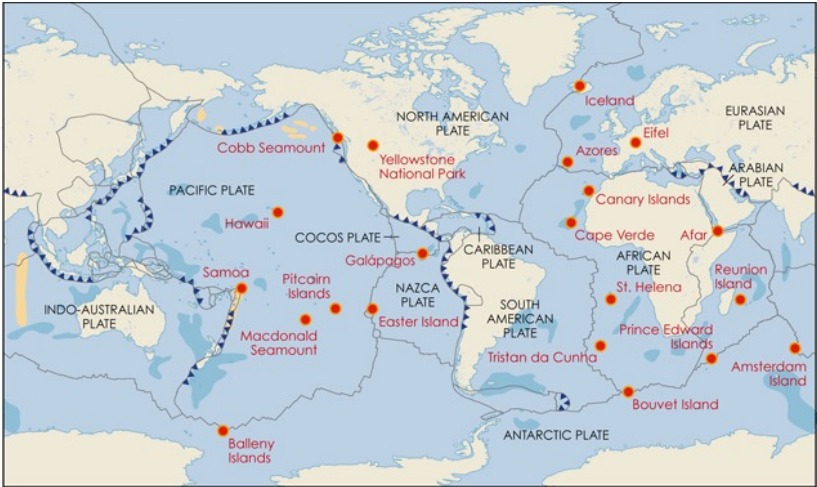 Iceland
NORTH AMERICAN
PLATE
EURASIAN
PLATE
Eifel
Cobb Seamount
Azores
Yellowstone
National Park
ARABIAN
PLATE
PACIFIC PLATE
Canary Islands
Hawaii
COCOS PLATE
Cape Verde
Afar
CARIBBEAN
PLATE
Galápagos
AFRICAN
PLATE
Samoa
Pitcairn
Islands
Reunion
Island
NAZCA
PLATE
St. Helena
INDO-AUSTRALIAN
PLATE
SOUTH
AMERICAN
PLATE
Easter Island
Macdonald
Seamount
Prince Edward
Islands
Tristan da Cunha
Amsterdam
Island
Bouvet Island
Balleny
Islands
ANTARCTIC PLATE